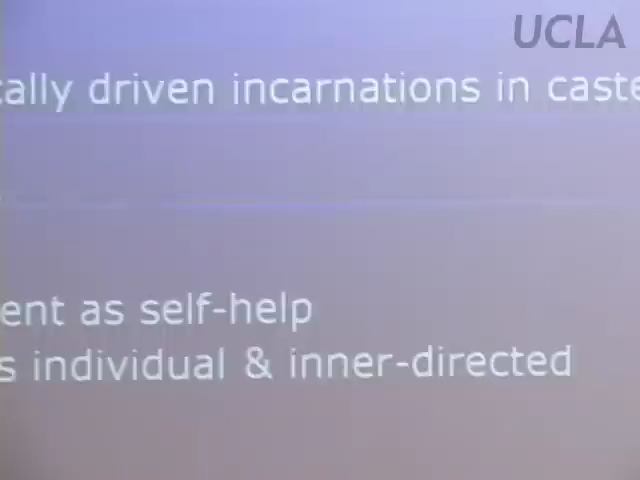 UCLA
cally driven incarnations in caste
ent as self-help
s individual & inner-directed